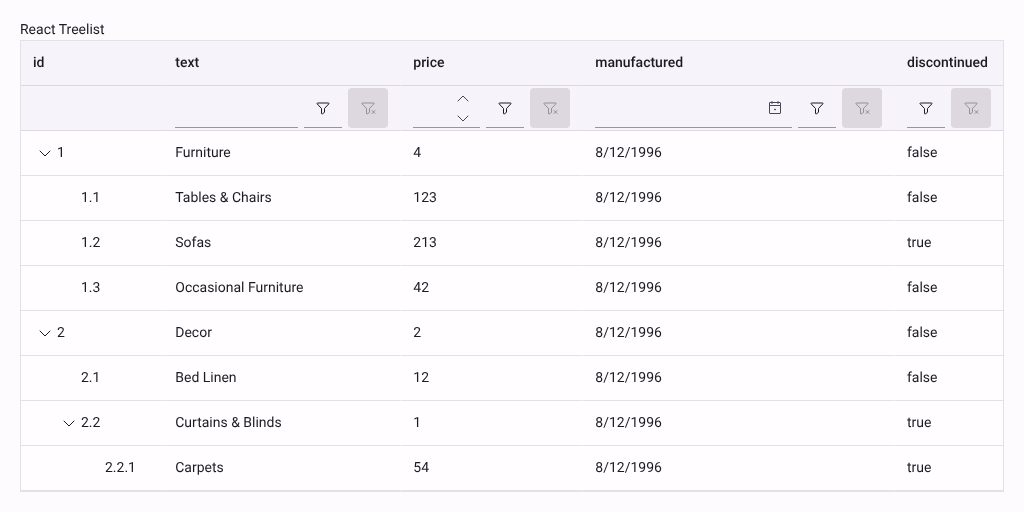 React Treelist
id text price manufactured discontinued
1 Furniture 4 8/12/1996 false
1.1 Tables & Chairs 123 8/12/1996 false
1.2 Sofas 213 8/12/1996 true
1.3 Occasional Furniture 42 8/12/1996 false
2 Decor 2 8/12/1996 false
2.1 Bed Linen 12 8/12/1996 false
2.2 Curtains & Blinds 1 8/12/1996 true
2.2.1 Carpets 54 8/12/1996 true